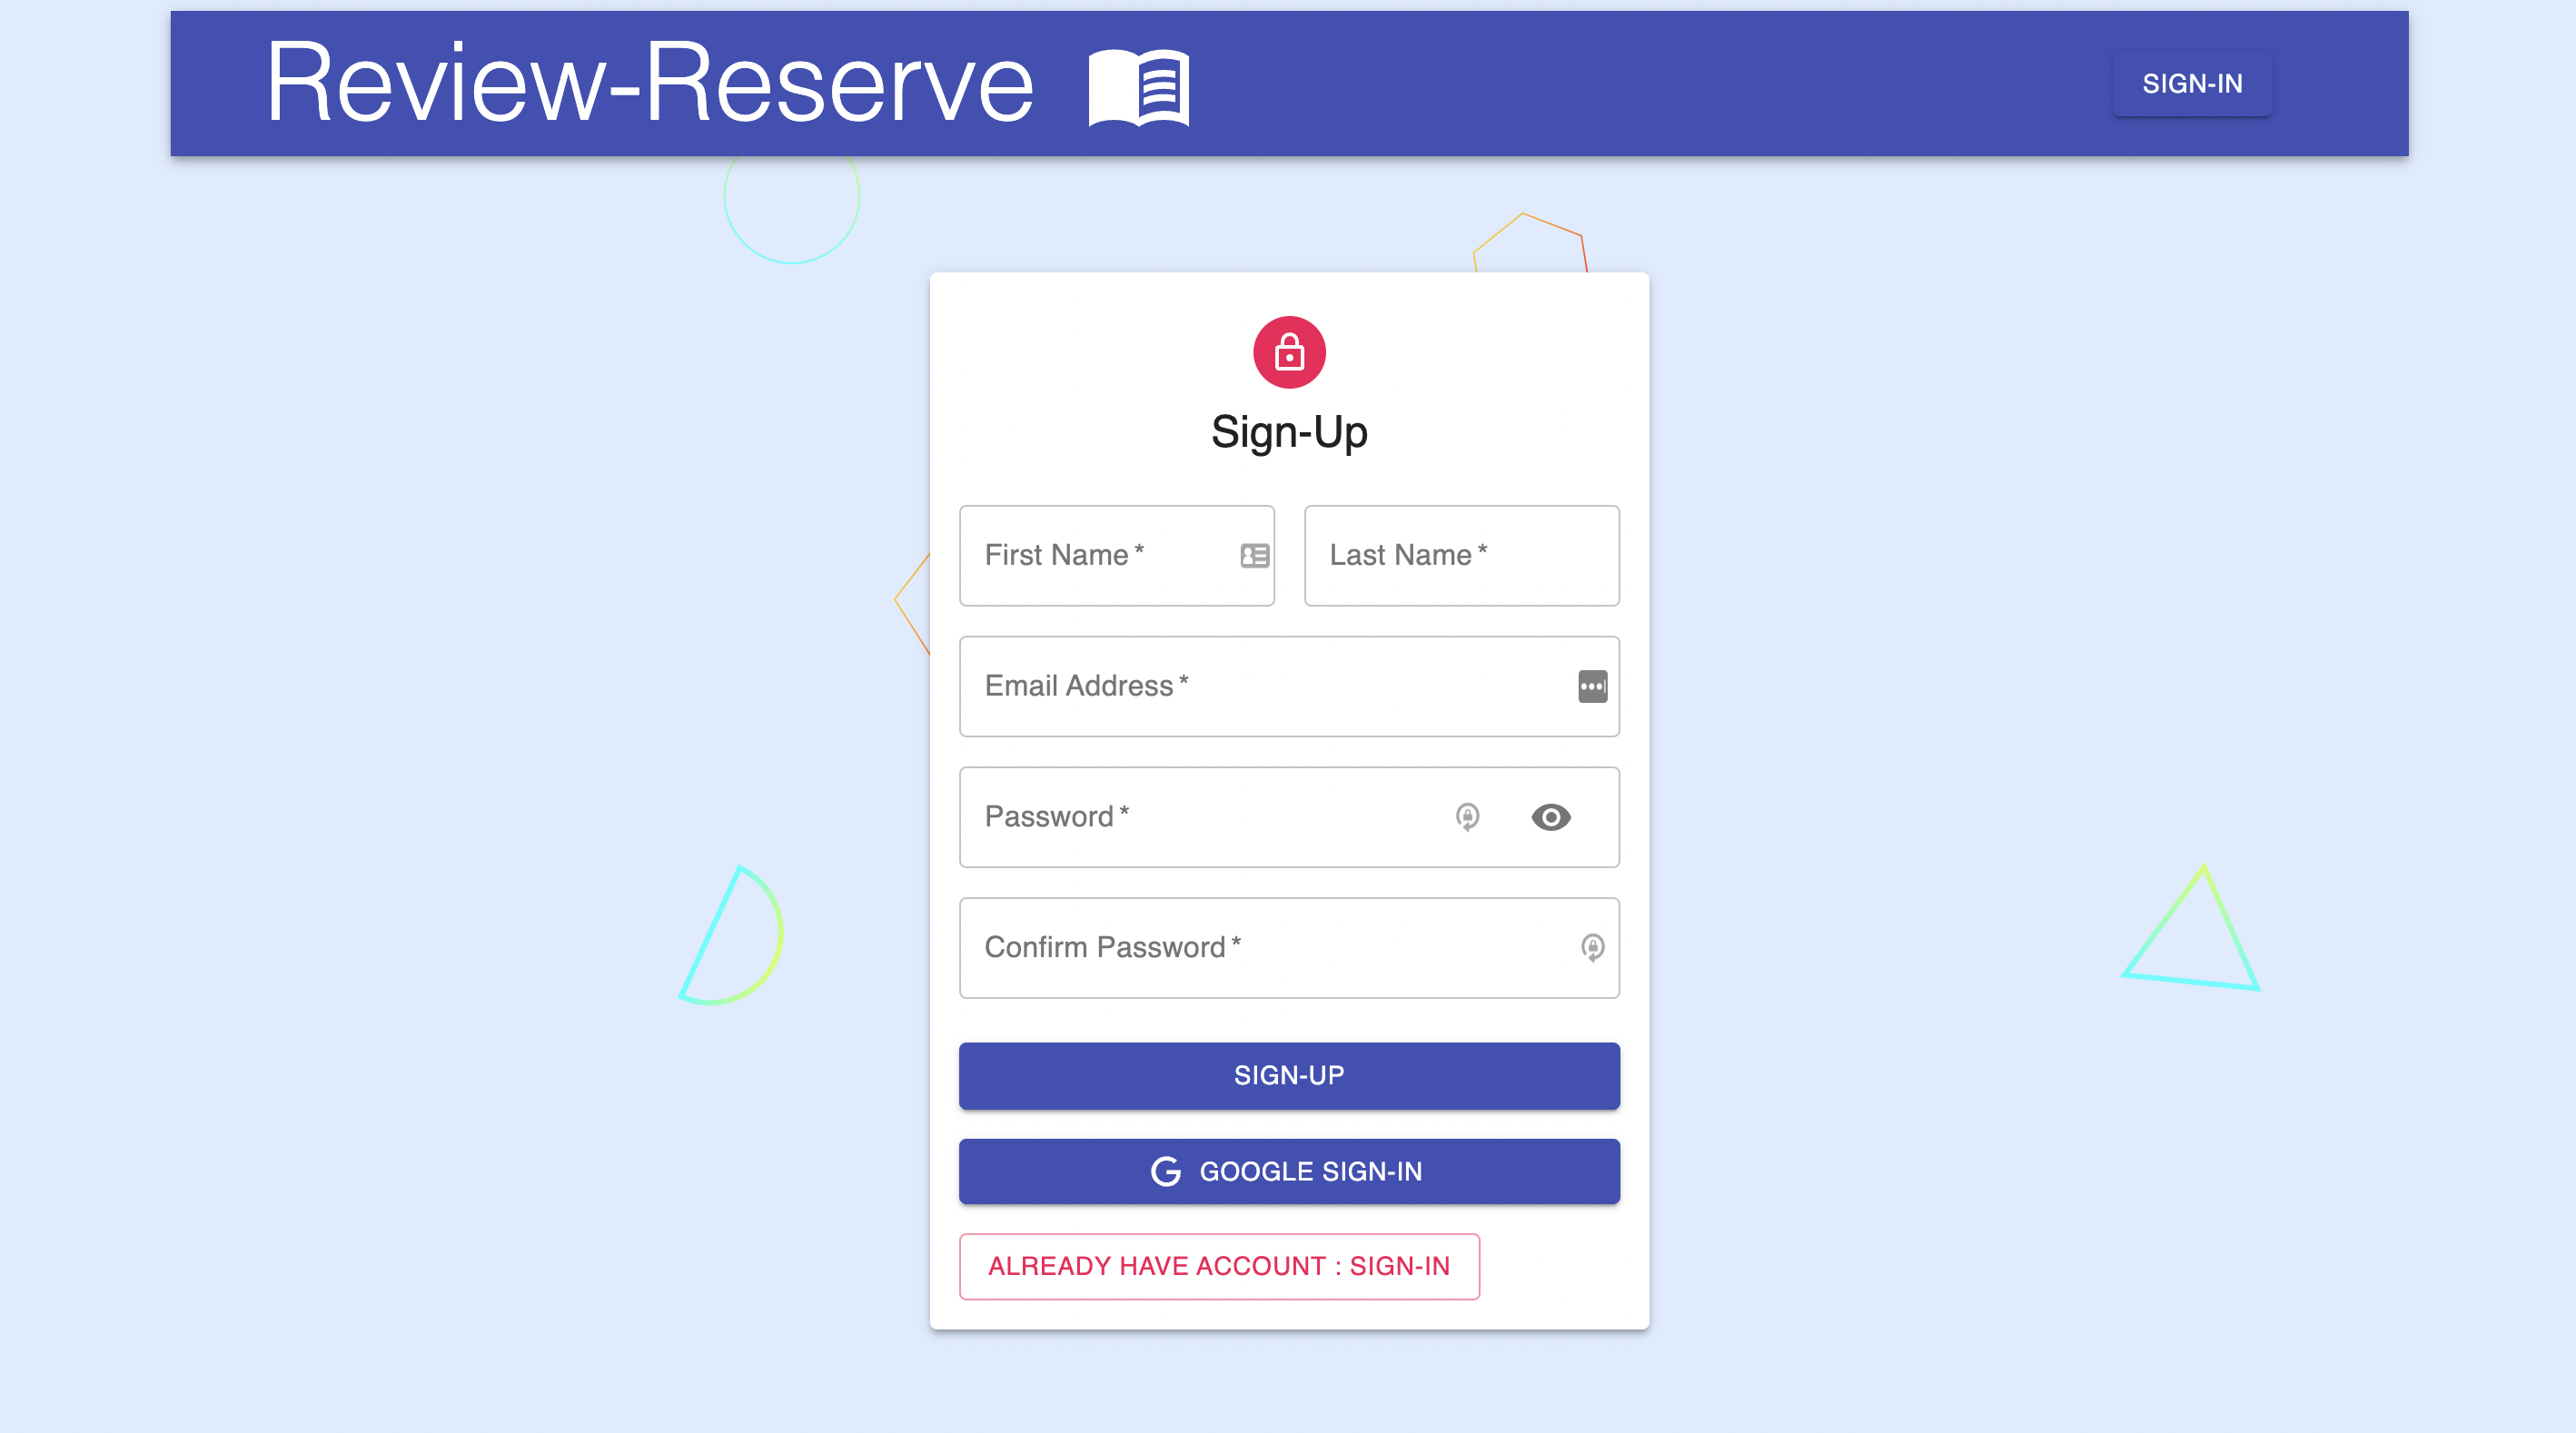 Review-Reserve
SIGN-IN
Sign-Up
First Name *
Last Name *
Email Address *
Password *
Confirm Password *
SIGN-UP
G GOOGLE SIGN-IN
ALREADY HAVE ACCOUNT : SIGN-IN